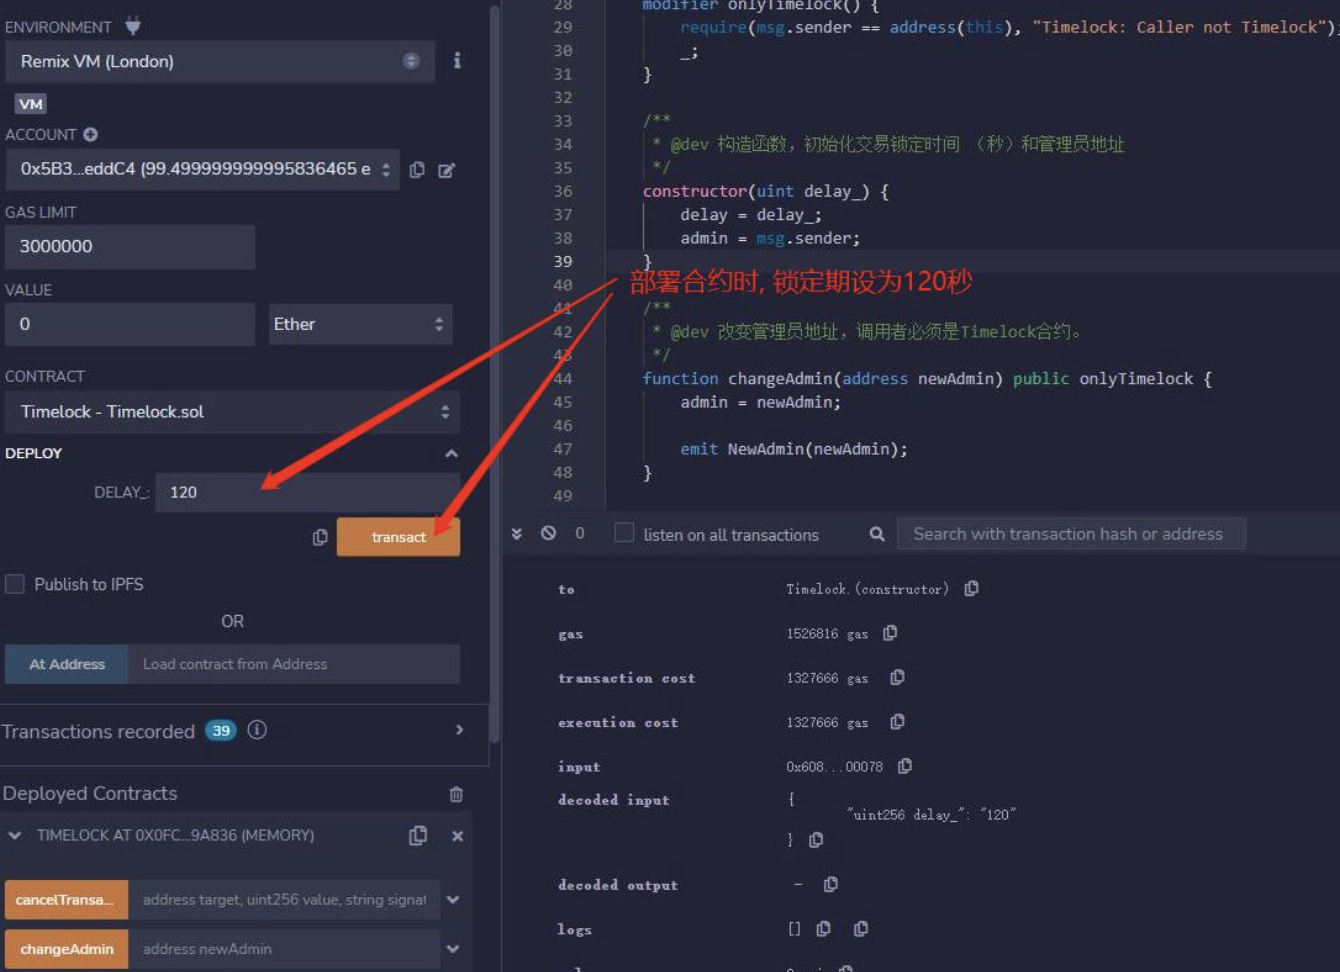 ENVIRONMENT
Remix VM (London)
VM
ACCOUNT
0x5B3...eddC4 (99.499999999995836465 e
GAS LIMIT
3000000
VALUE
0
Ether
CONTRACT
Timelock - Timelock.sol
DEPLOY
DELAY_:
120
transact
Publish to IPFS
OR
At Address
Load contract from Address
Transactions recorded 39
Deployed Contracts
TIMELOCK AT 0X0FC...9A836 (MEMORY)
cancelTransa...
address target, uint256 value, string signat
changeAdmin
address newAdmin
28 modifier onlyTimelock() {
29 require(msg.sender == address(this), "Timelock: Caller not Timelock");
30 _;
31 }
32
33 /**
34 * @dev 构造函数，初始化交易锁定时间 （秒）和管理员地址
35 */
36 constructor(uint delay_) {
37 delay = delay_;
38 admin = msg.sender;
39 }
部署合约时, 锁定期设为120秒
40
41 /**
42 * @dev 改变管理员地址，调用者必须是Timelock合约。
43 */
44 function changeAdmin(address newAdmin) public onlyTimelock {
45 admin = newAdmin;
46
47 emit NewAdmin(newAdmin);
48 }
49
0
listen on all transactions
Search with transaction hash or address
to Timelock.(constructor)
gas 1526816 gas
transaction cost 1327666 gas
execution cost 1327666 gas
input 0x608...00078
decoded input {
"uint256 delay_": "120"
}
decoded output -
logs []